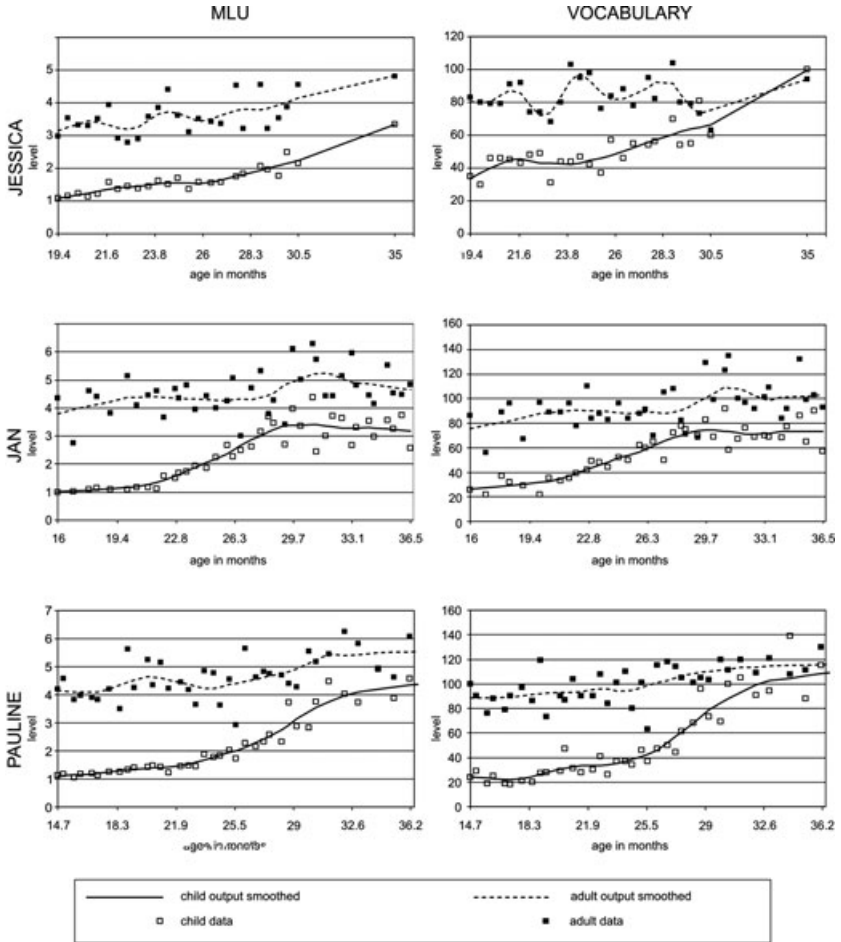 MLU
VOCABULARY
JESSICA
level
6
5
4
3
2
1
0
19.4 21.6 23.8 26 28.3 30.5 35
age in months
level
120
100
80
60
40
20
0
19.4 21.6 23.8 26 28.3 30.5 35
age in months
JAN
level
7
6
5
4
3
2
1
0
16 19.4 22.8 26.3 29.7 33.1 36.5
age in months
level
160
140
120
100
80
60
40
20
0
16 19.4 22.8 26.3 29.7 33.1 36.5
age in months
PAULINE
level
7
6
5
4
3
2
1
0
14.7 18.3 21.9 25.5 29 32.6 36.2
level
160
140
120
100
80
60
40
20
0
14.7 18.3 21.9 25.5 29 32.6 36.2
age in months
child output smoothed
adult output smoothed
child data
adult data